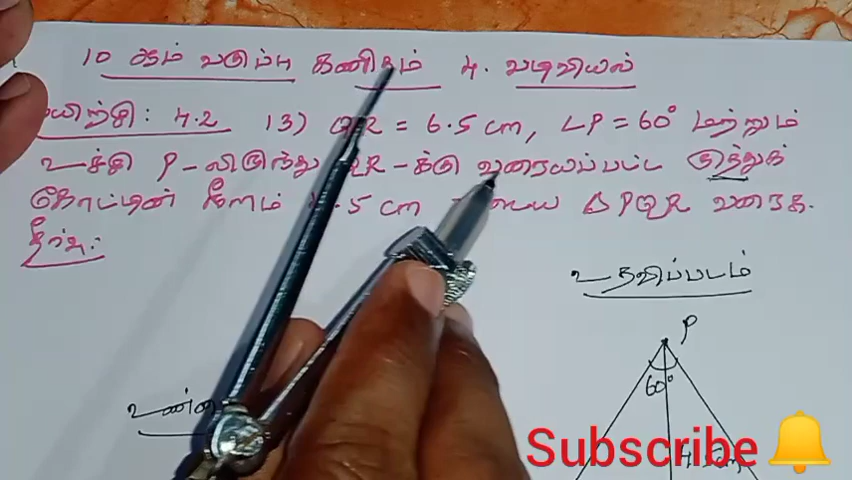 10 ஆம் வகுப்பு கணிதம் 4. வடிவியல்
பயிற்சி: 4.2 13) QR = 6.5 cm, ∠P = 60° மற்றும்
உச்சி P-லிருந்து QR-க்கு வரையப்பட்ட குத்துக்
கோட்டின் நீளம் 4.5 cm உடைய ΔPQR வரைக.
தீர்வு:
உதவிப்படம்
P
60°
Subscribe